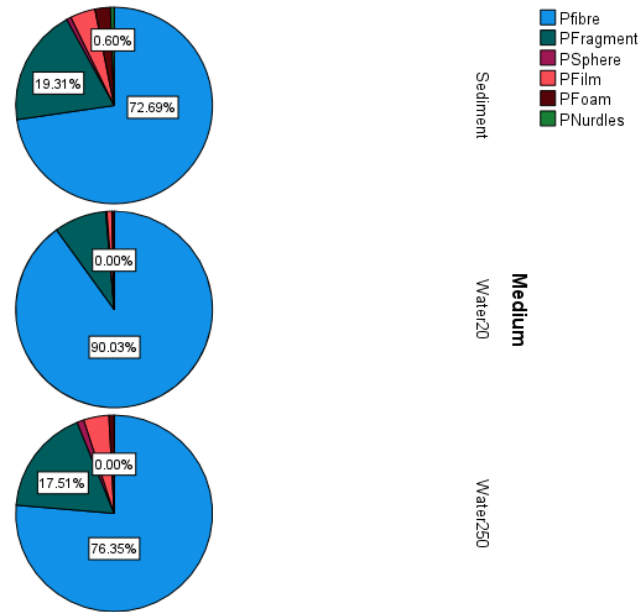 Pfibre
PFragment
PSphere
PFilm
PFoam
PNurdles
0.60%
19.31%
72.69%
Sediment
0.00%
90.03%
Water20
Medium
0.00%
17.51%
76.35%
Water250